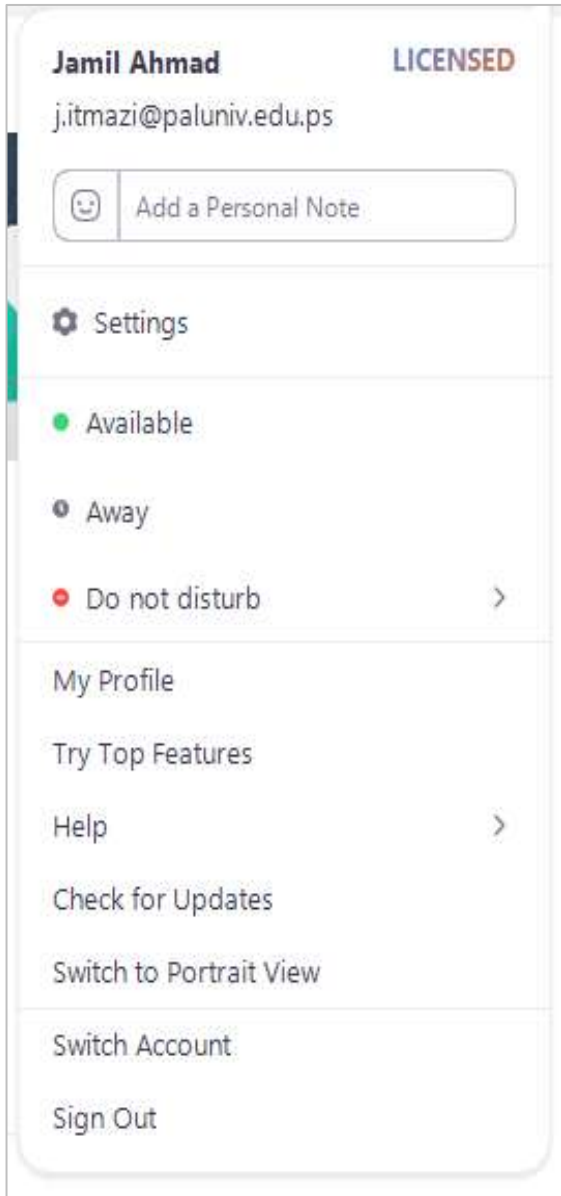 Jamil Ahmad LICENSED
j.itmazi@paluniv.edu.ps
Add a Personal Note
Settings
Available
Away
Do not disturb
My Profile
Try Top Features
Help
Check for Updates
Switch to Portrait View
Switch Account
Sign Out